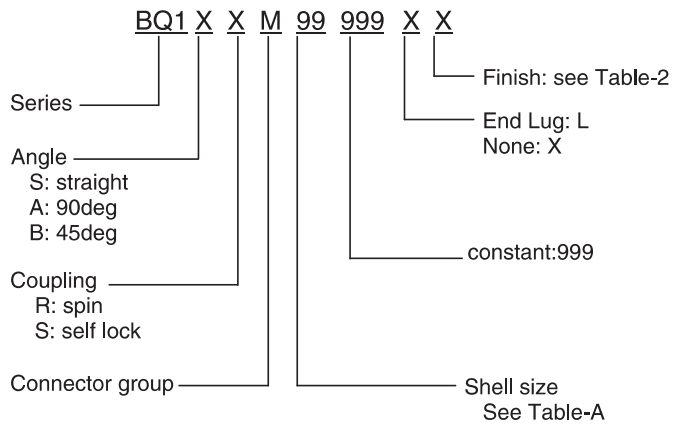 BQ1 X X M 99 999 X X
Finish: see Table-2
Series
End Lug: L
None: X
Angle
S: straight
A: 90deg
B: 45deg
constant:999
Coupling
R: spin
S: self lock
Connector group
Shell size
See Table-A